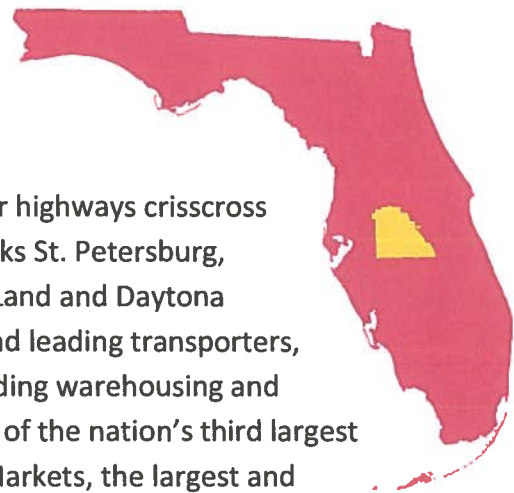 r highways crisscross
ks St. Petersburg,
Land and Daytona
nd leading transporters,
ding warehousing and
of the nation's third largest
Markets, the largest and